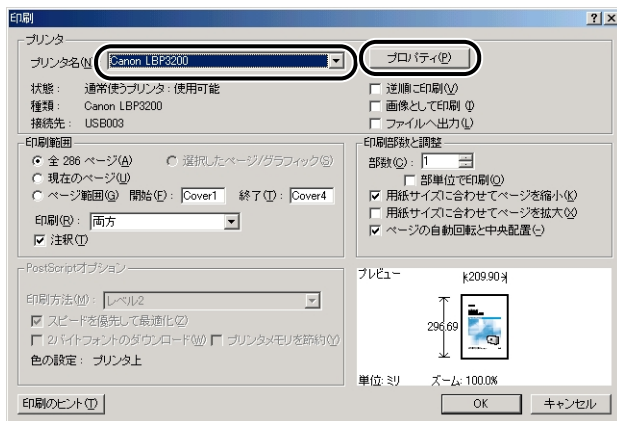 印刷
プリンタ
プリンタ名(N): Canon LBP3200
プロパティ(P)
状態： 通常使うプリンタ : 使用可能
種類： Canon LBP3200
接続先： USB003
逆順に印刷(V)
画像として印刷(I)
ファイルへ出力(L)
印刷範囲
全 286 ページ(A)
選択したページ/グラフィック(S)
現在のページ(U)
ページ範囲(G) 開始(F): Cover1 終了(T): Cover4
印刷(R): 両方
注釈(T)
印刷部数と調整
部数(C): 1
部単位で印刷(O)
用紙サイズに合わせてページを縮小(K)
用紙サイズに合わせてページを拡大(X)
ページの自動回転と中央配置(-)
PostScriptオプション
印刷方法(M): レベル2
スピードを優先して最適化(Z)
2バイトフォントのダウンロード(W) プリンタメモリを節約(Y)
色の設定： プリンタ上
プレビュー
209.90
296.69
単位: ミリ ズーム: 100.0%
印刷のヒント(T)
OK
キャンセル